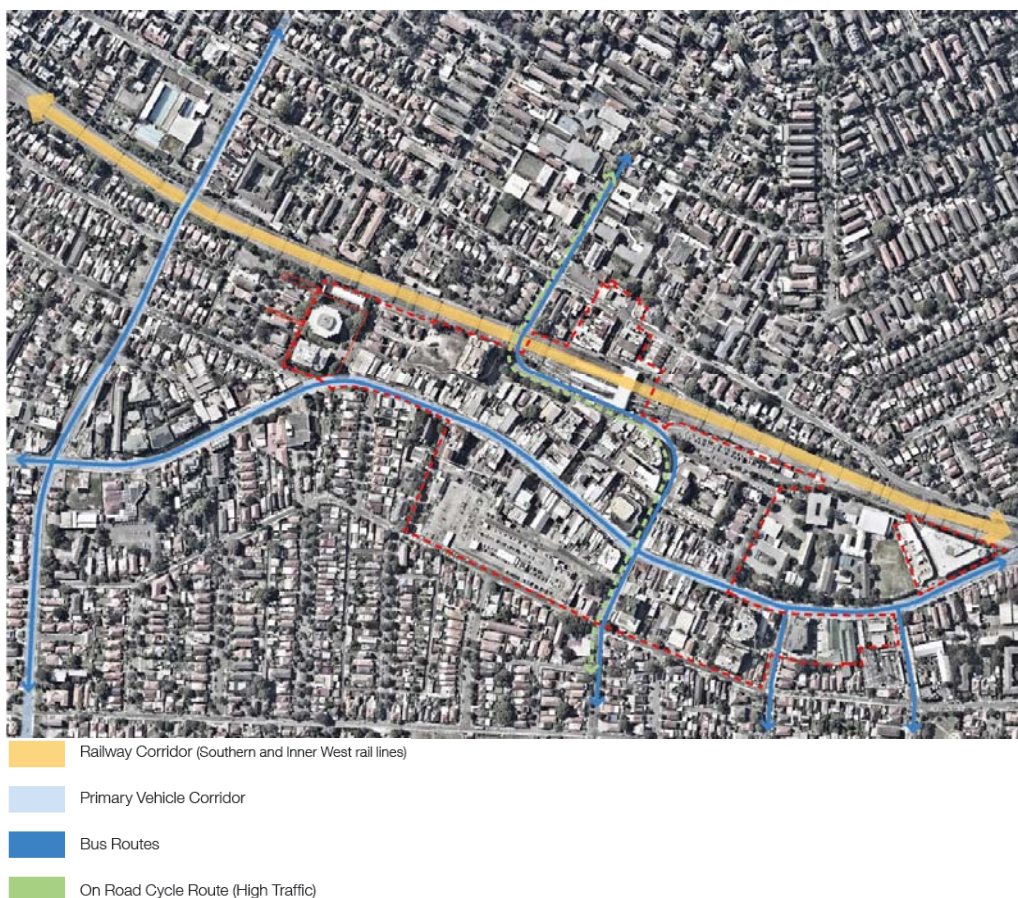 Railway Corridor (Southern and Inner West rail lines)
Primary Vehicle Corridor
Bus Routes
On Road Cycle Route (High Traffic)